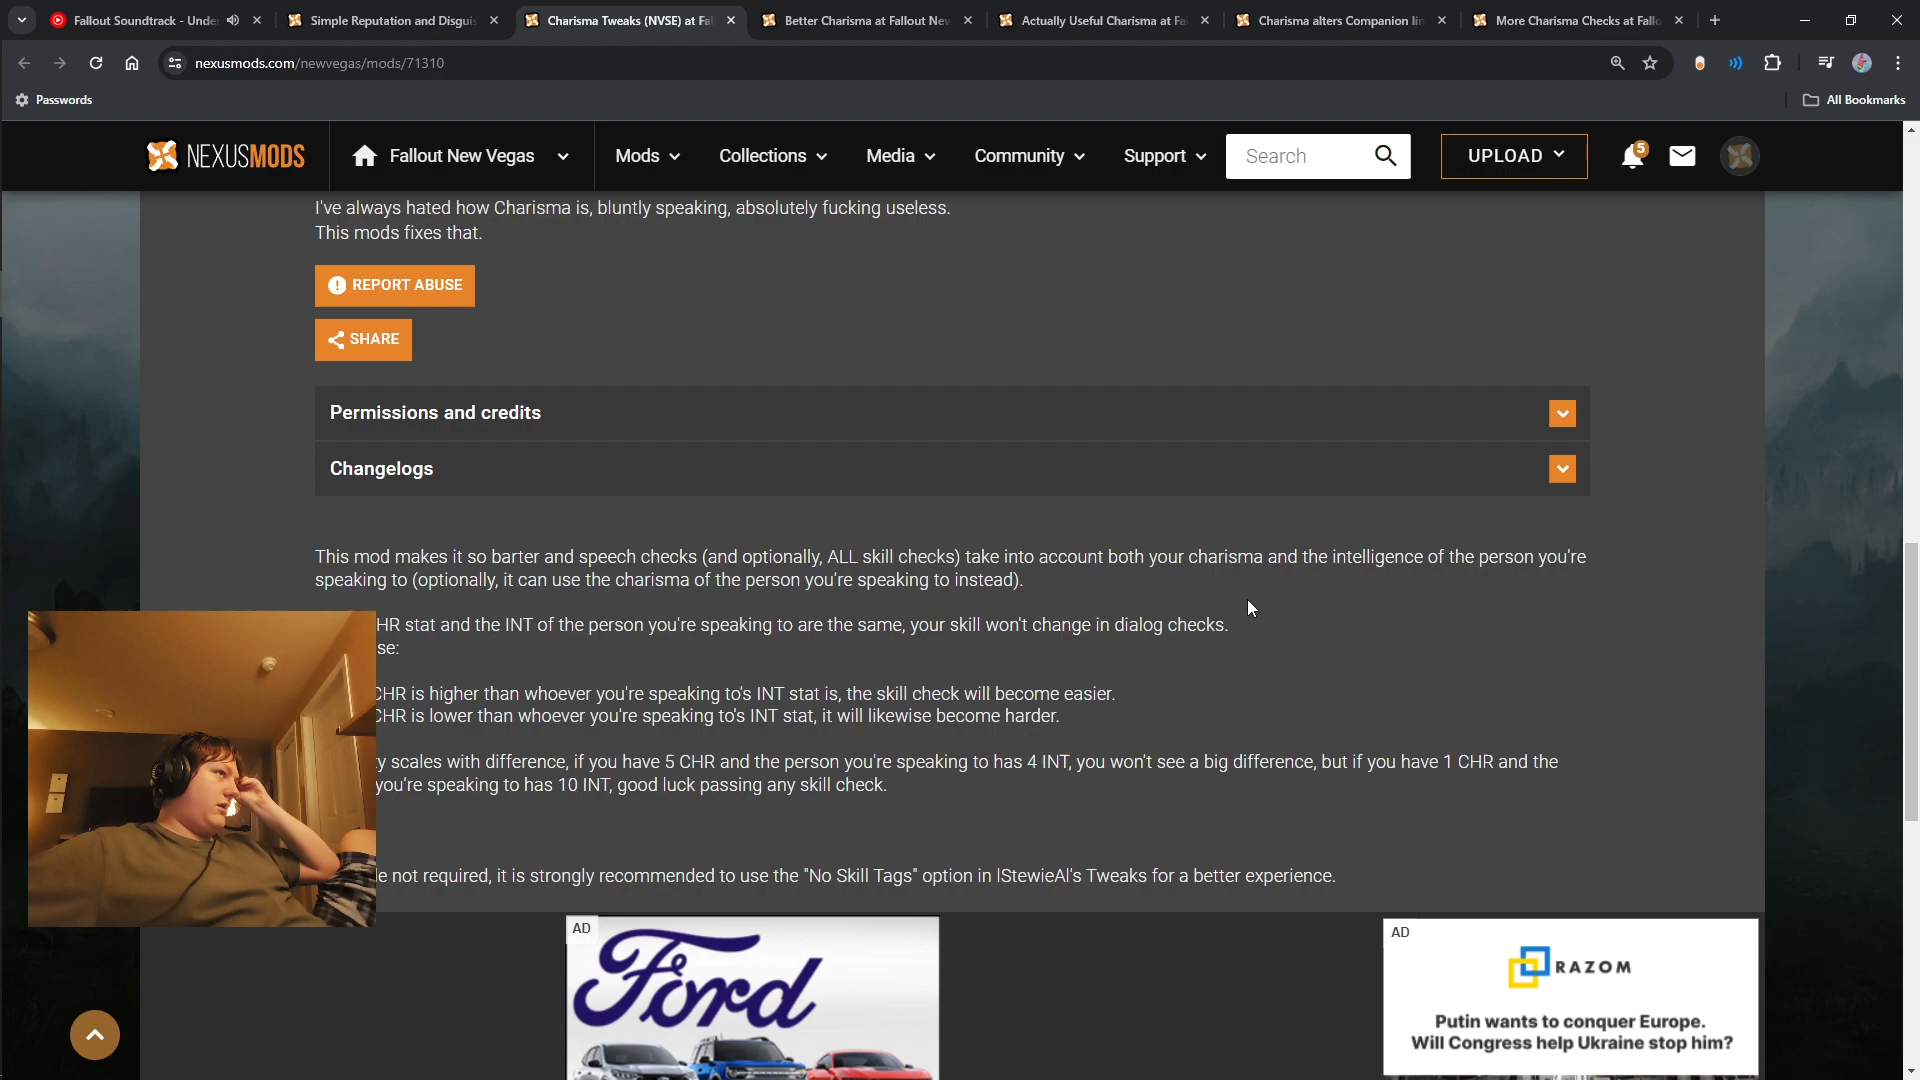 Fallout Soundtrack - Unde
Simple Reputation and Disguis
Charisma Tweaks (NVSE) at Fal
Better Charisma at Fallout New
Actually Useful Charisma at Fa
Charisma alters Companion lin
More Charisma Checks at Fallo
nexusmods.com/newvegas/mods/71310
Passwords
All Bookmarks
NEXUSMODS
Fallout New Vegas
Mods
Collections
Media
Community
Support
Search
UPLOAD
5
I've always hated how Charisma is, bluntly speaking, absolutely fucking useless.
This mods fixes that.
REPORT ABUSE
SHARE
Permissions and credits
Changelogs
This mod makes it so barter and speech checks (and optionally, ALL skill checks) take into account both your charisma and the intelligence of the person you're
speaking to (optionally, it can use the charisma of the person you're speaking to instead).
HR stat and the INT of the person you're speaking to are the same, your skill won't change in dialog checks.
se:
CHR is higher than whoever you're speaking to's INT stat is, the skill check will become easier.
CHR is lower than whoever you're speaking to's INT stat, it will likewise become harder.
ty scales with difference, if you have 5 CHR and the person you're speaking to has 4 INT, you won't see a big difference, but if you have 1 CHR and the
you're speaking to has 10 INT, good luck passing any skill check.
le not required, it is strongly recommended to use the "No Skill Tags" option in lStewieAl's Tweaks for a better experience.
AD
Ford
AD
RAZOM
Putin wants to conquer Europe.
Will Congress help Ukraine stop him?